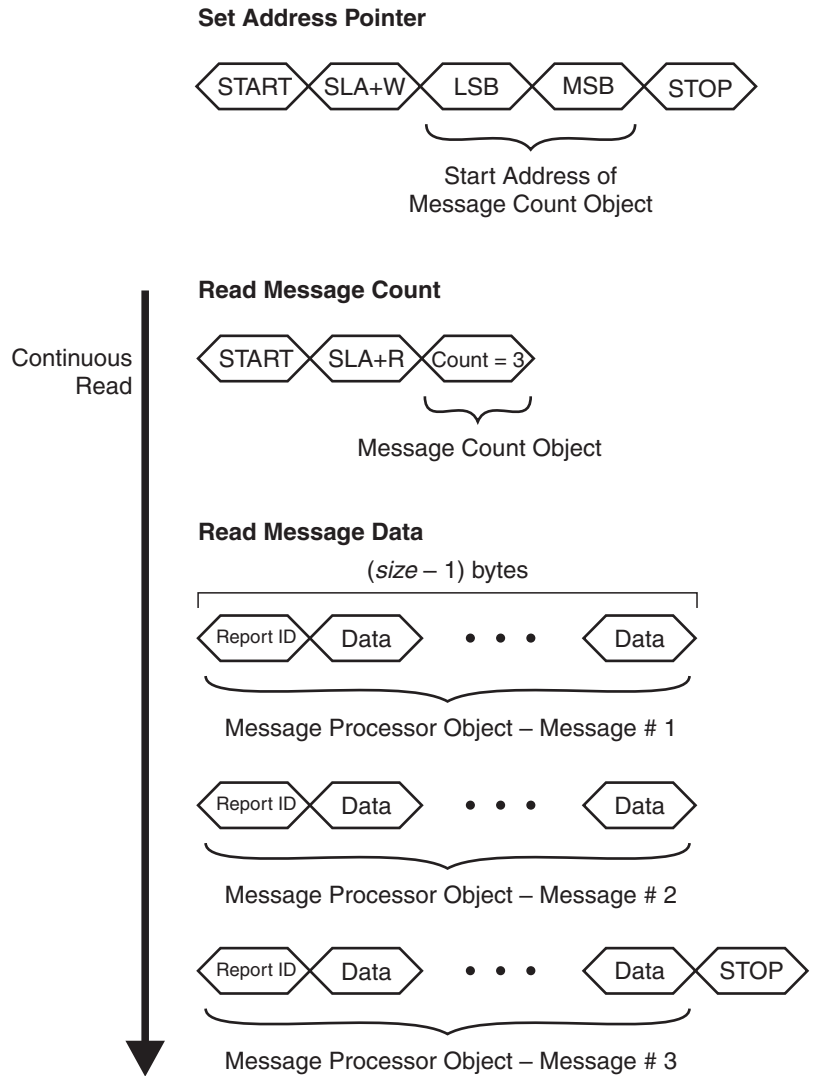 Set Address Pointer
START SLA+W LSB MSB STOP
Start Address of
Message Count Object
Read Message Count
Continuous
Read
START SLA+R Count = 3
Message Count Object
Read Message Data
(size – 1) bytes
Report ID Data • • • Data
Message Processor Object – Message # 1
Report ID Data • • • Data
Message Processor Object – Message # 2
Report ID Data • • • Data STOP
Message Processor Object – Message # 3